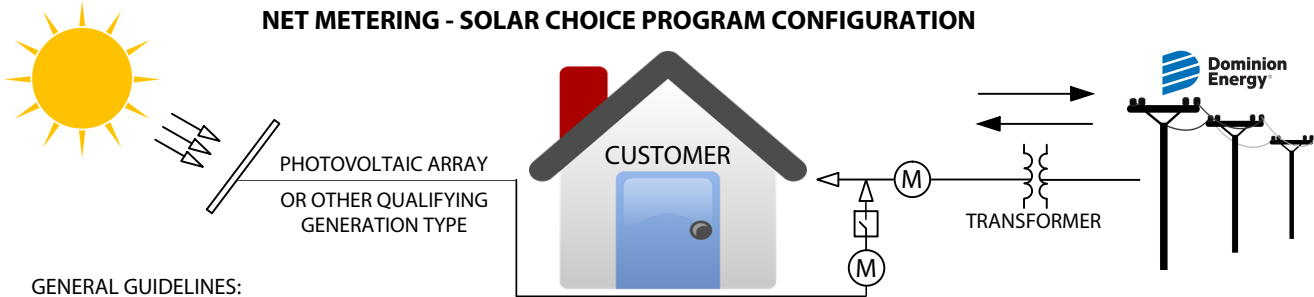 NET METERING - SOLAR CHOICE PROGRAM CONFIGURATION
Dominion
Energy®
PHOTOVOLTAIC ARRAY
OR OTHER QUALIFYING
GENERATION TYPE
CUSTOMER
M
TRANSFORMER
M
GENERAL GUIDELINES: